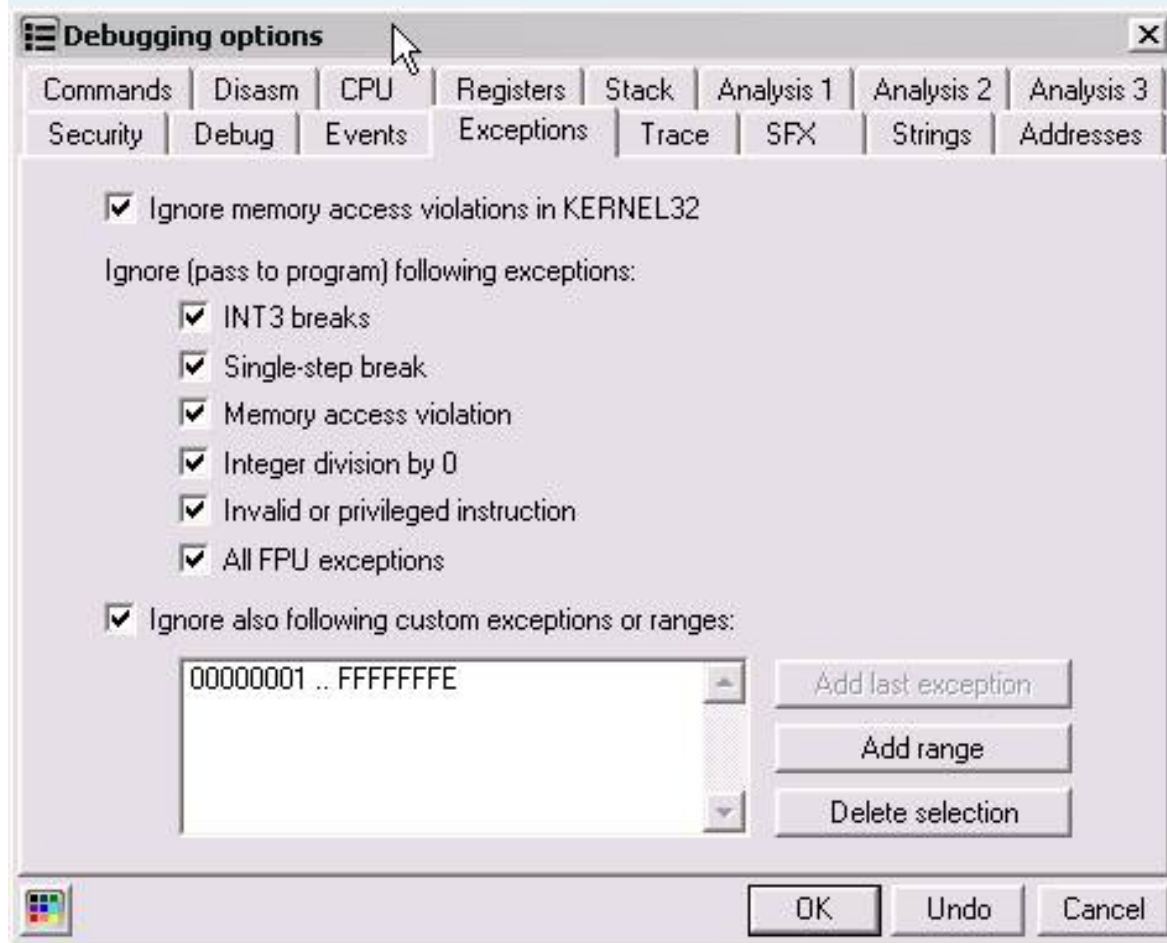 Debugging options
Commands Disasm CPU Registers Stack Analysis 1 Analysis 2 Analysis 3
Security Debug Events Exceptions Trace SFX Strings Addresses
Ignore memory access violations in KERNEL32
Ignore (pass to program) following exceptions:
INT3 breaks
Single-step break
Memory access violation
Integer division by 0
Invalid or privileged instruction
All FPU exceptions
Ignore also following custom exceptions or ranges:
00000001 .. FFFFFFFE
Add last exception
Add range
Delete selection
OK Undo Cancel